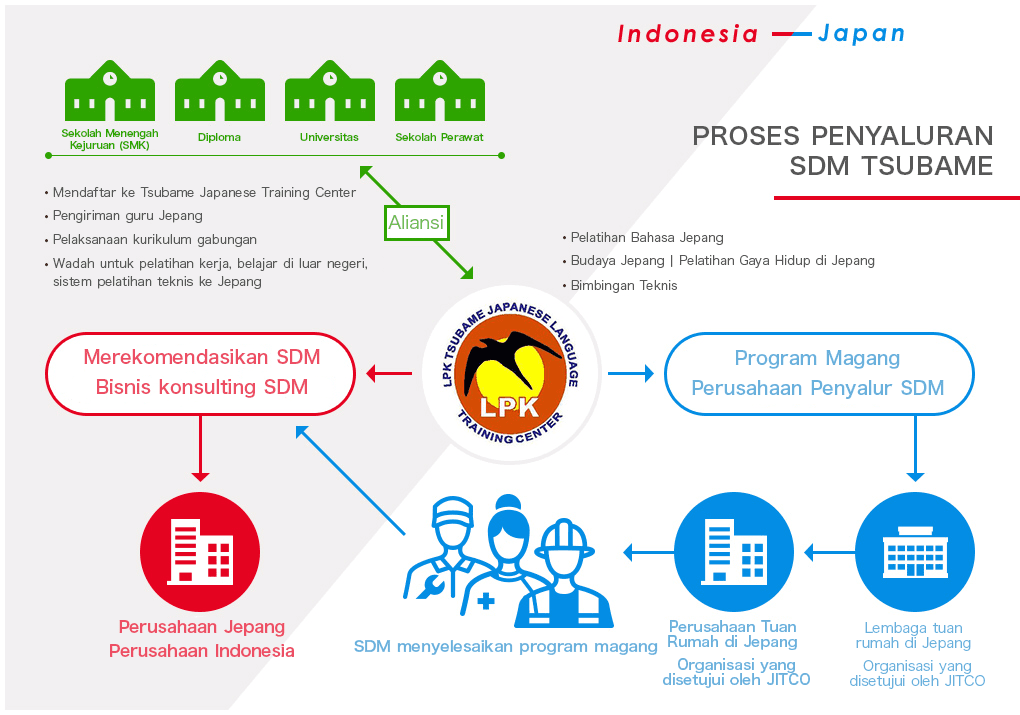 Indonesia
Japan
PROSES PENYALURAN
SDM TSUBAME
Sekolah Menengah
Kejuruan (SMK)
Diploma
Universitas
Sekolah Perawat
• Mendaftar ke Tsubame Japanese Training Center
• Pengiriman guru Jepang
• Pelaksanaan kurikulum gabungan
• Wadah untuk pelatihan kerja, belajar di luar negeri,
sistem pelatihan teknis ke Jepang
Aliansi
• Pelatihan Bahasa Jepang
• Budaya Jepang | Pelatihan Gaya Hidup di Jepang
• Bimbingan Teknis
Merekomendasikan SDM
Bisnis konsulting SDM
LPK TSUBAME JAPANESE LANGUAGE
LPK
TRAINING CENTER
Program Magang
Perusahaan Penyalur SDM
Perusahaan Jepang
Perusahaan Indonesia
SDM menyelesaikan program magang
Perusahaan Tuan
Rumah di Jepang
Organisasi yang
disetujui oleh JITCO
Lembaga tuan
rumah di Jepang
Organisasi yang
disetujui oleh JITCO